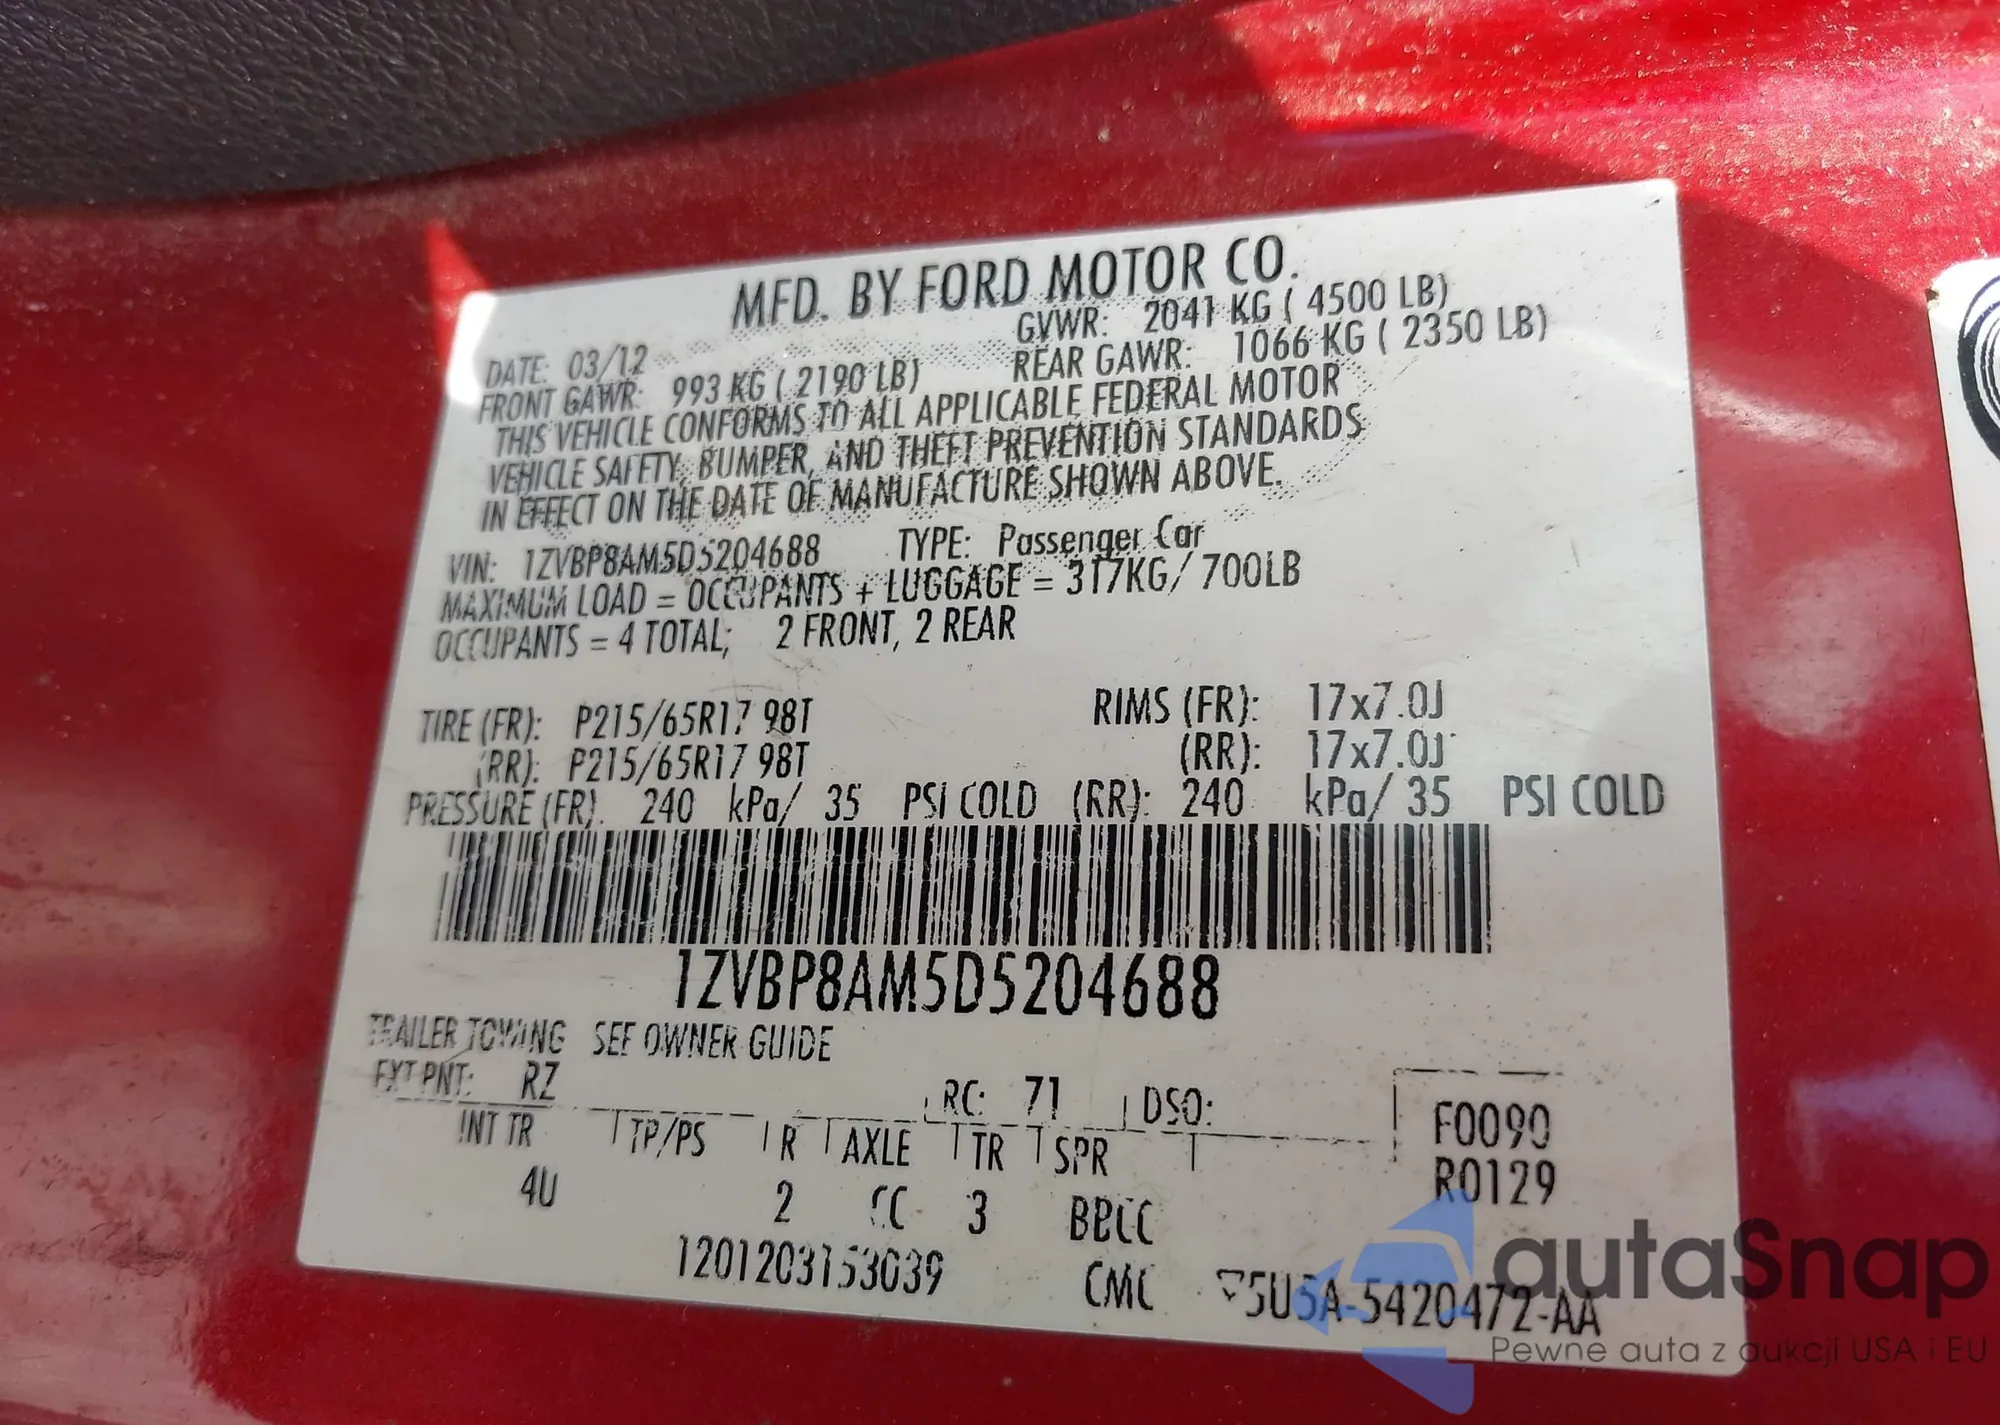 MFD. BY FORD MOTOR CO.
DATE: 03/12 GVWR: 2041 KG ( 4500 LB)
FRONT GAWR: 993 KG ( 2190 LB) REAR GAWR: 1066 KG ( 2350 LB)
THIS VEHICLE CONFORMS TO ALL APPLICABLE FEDERAL MOTOR
VEHICLE SAFETY, BUMPER, AND THEFT PREVENTION STANDARDS
IN EFFECT ON THE DATE OF MANUFACTURE SHOWN ABOVE.
VIN: 1ZVBP8AM5D5204688 TYPE: Passenger Car
MAXIMUM LOAD = OCCUPANTS + LUGGAGE = 317KG/ 700LB
OCCUPANTS = 4 TOTAL; 2 FRONT, 2 REAR
TIRE (FR): P215/65R17 98T RIMS (FR): 17x7.0J
(RR): P215/65R17 98T (RR): 17x7.0J
PRESSURE (FR): 240 kPa/ 35 PSI COLD (RR): 240 kPa/ 35 PSI COLD
1ZVBP8AM5D5204688
TRAILER TOWING SEE OWNER GUIDE
EXT PNT: RZ RC: 71 DSO: F0090
INT TR TP/PS R AXLE TR SPR R0129
4U 2 CC 3 BBCC
1201203153039 CMC 5U5A-5420472-AA
autaSnap
Pewne auta z aukcji USA i EU